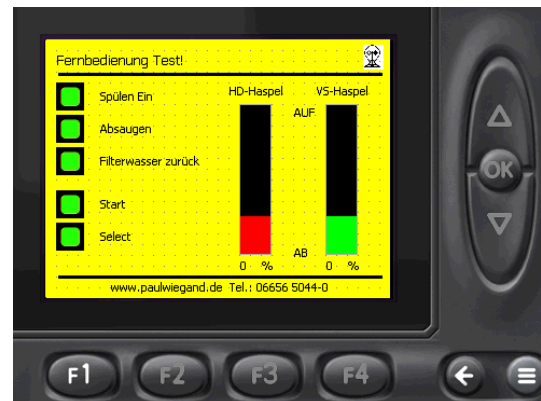 Fernbedienung Test!
Spülen Ein
HD-Haspel
VS-Haspel
AUF
Absaugen
Filterwasser zurück
Start
Select
AB
0 %
0 %
www.paulwiegand.de Tel.: 06656 5044-0
OK
F1
F2
F3
F4